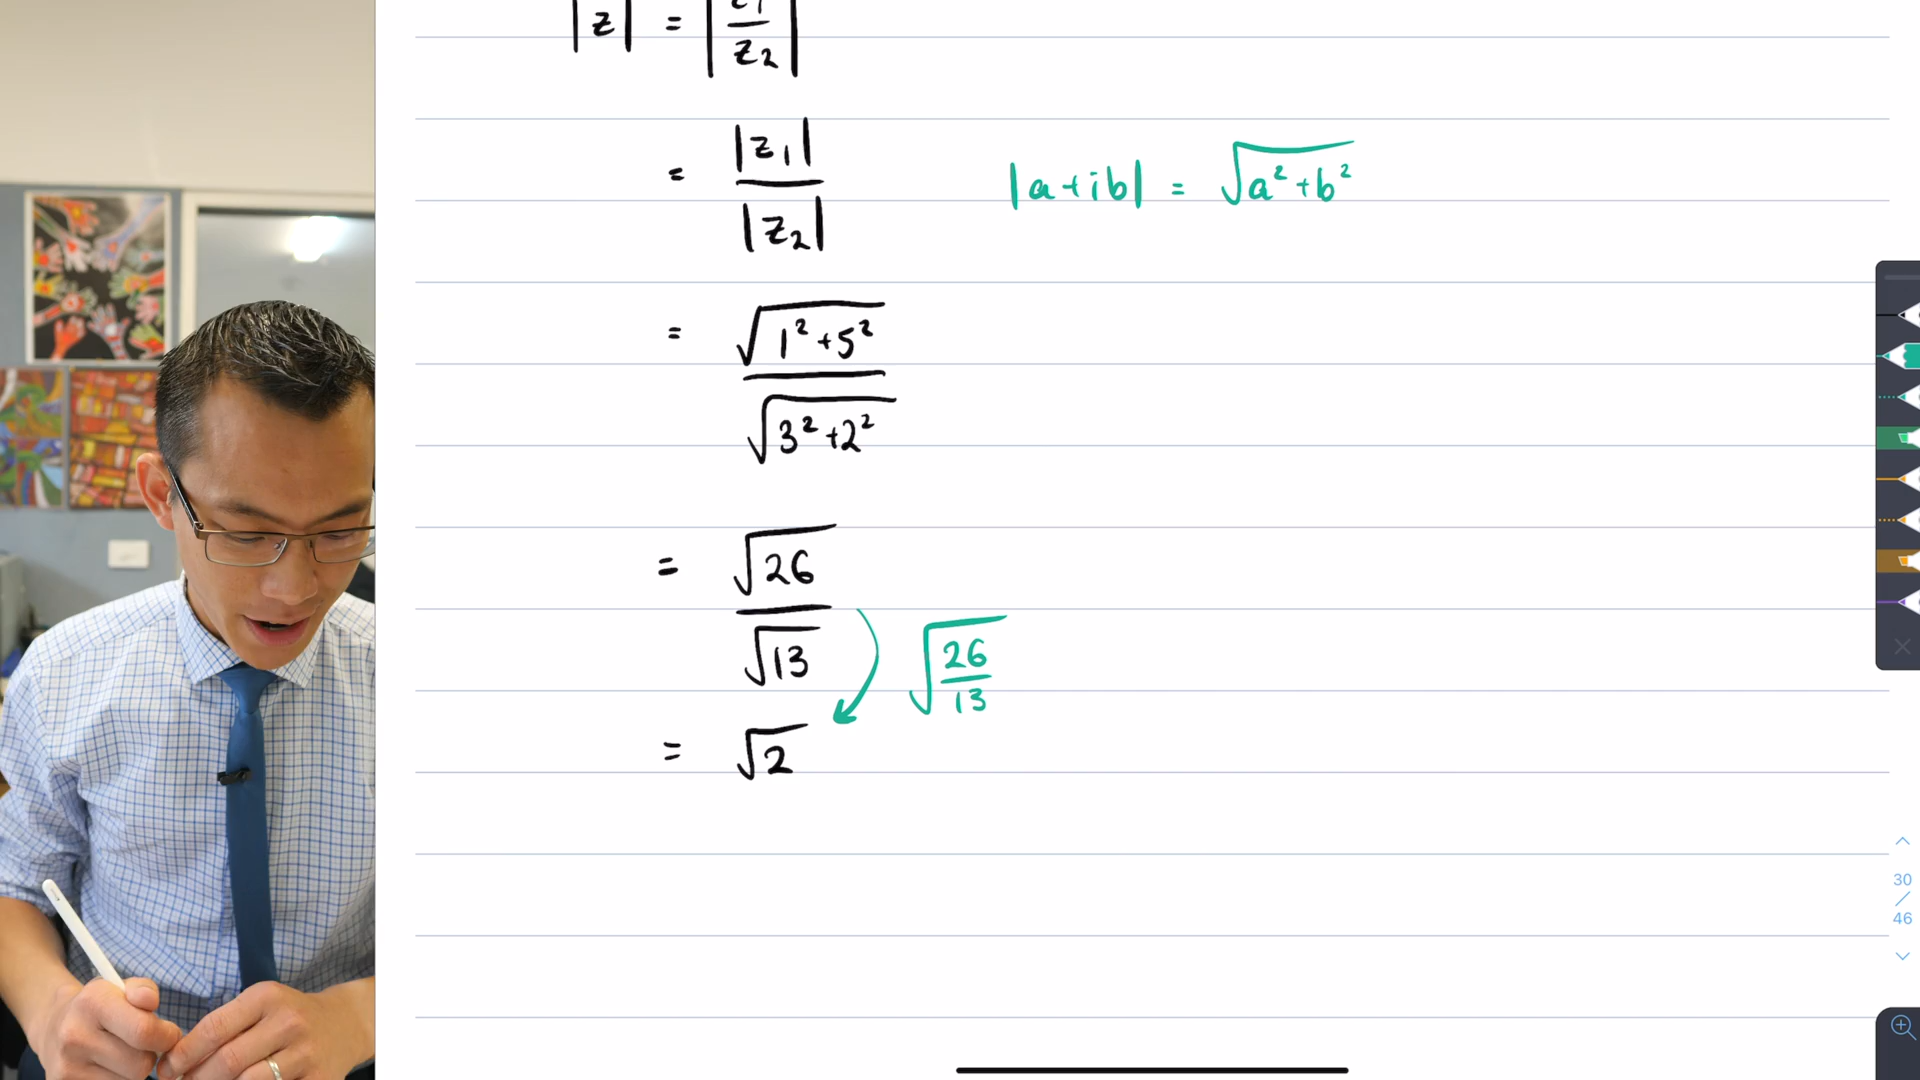 |z| = |z₁/z₂|
= |z₁|/|z₂|
|a+ib| = √(a²+b²)
= √(1²+5²)/√(3²+2²)
= √26/√13
√(26/13)
= √2
30
/
46